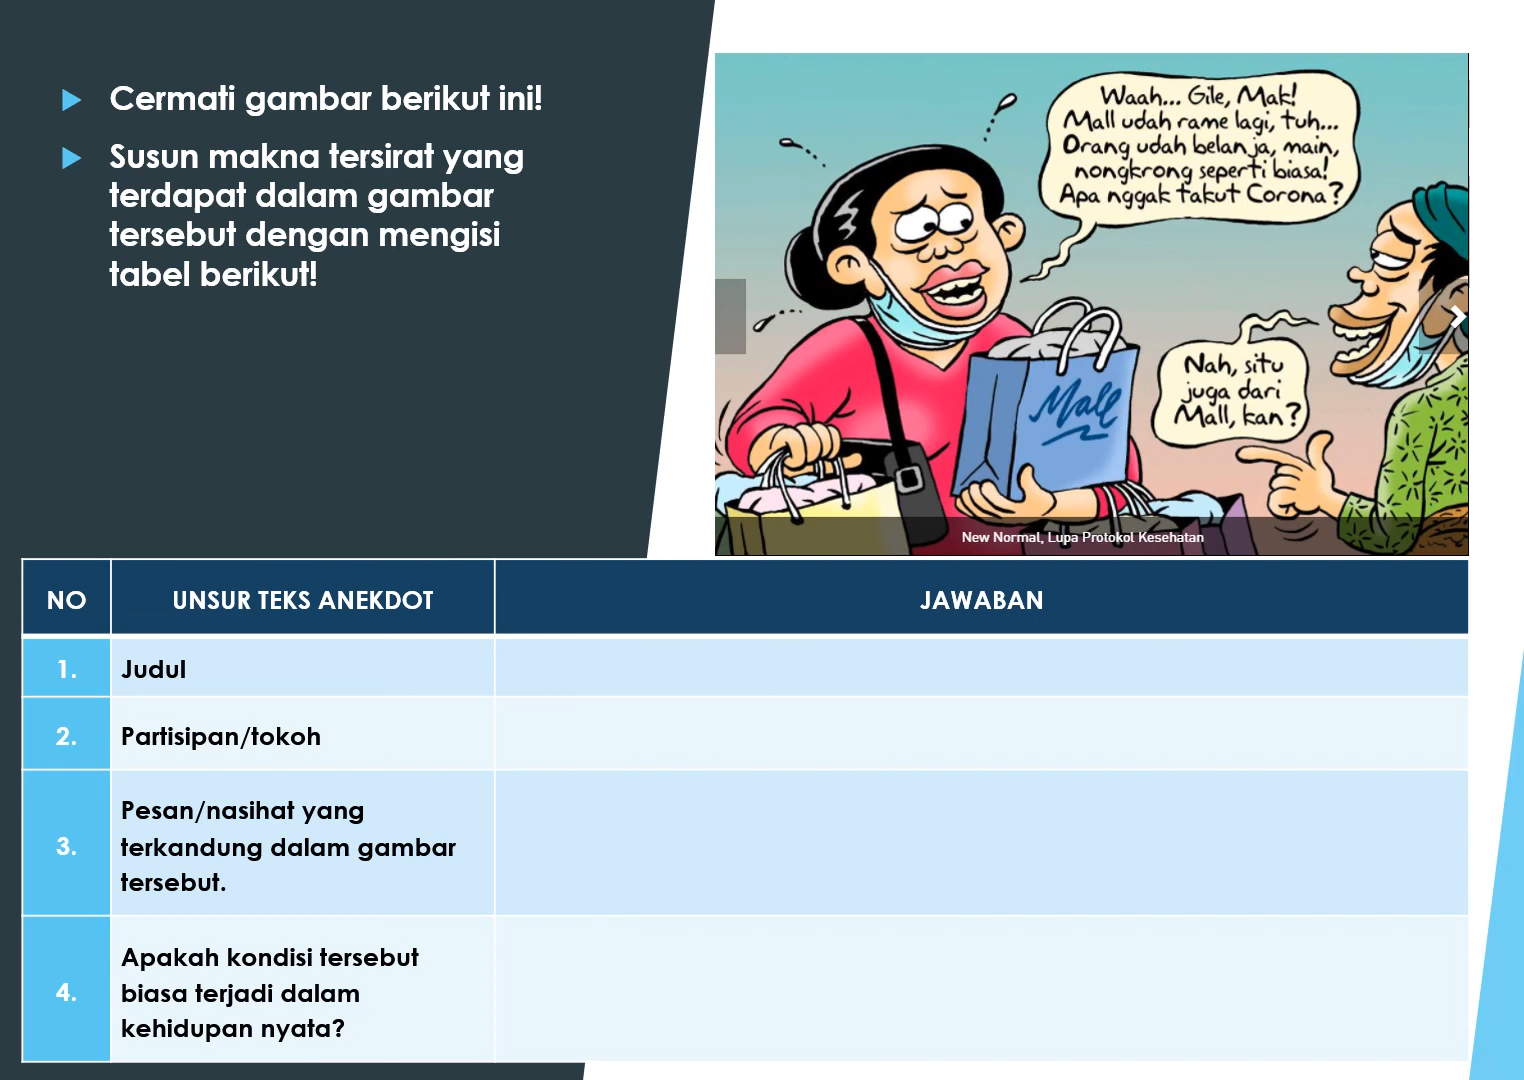 Cermati gambar berikut ini!
Susun makna tersirat yang
terdapat dalam gambar
tersebut dengan mengisi
tabel berikut!
Waah... Gile, Mak!
Mall udah rame lagi, tuh...
Orang udah belanja, main,
nongkrong seperti biasa!
Apa nggak takut Corona?
Nah, situ
juga dari
Mall, kan?
Mall
New Normal, Lupa Protokol Kesehatan
NO UNSUR TEKS ANEKDOT JAWABAN
1. Judul
2. Partisipan/tokoh
3. Pesan/nasihat yang
terkandung dalam gambar
tersebut.
4. Apakah kondisi tersebut
biasa terjadi dalam
kehidupan nyata?